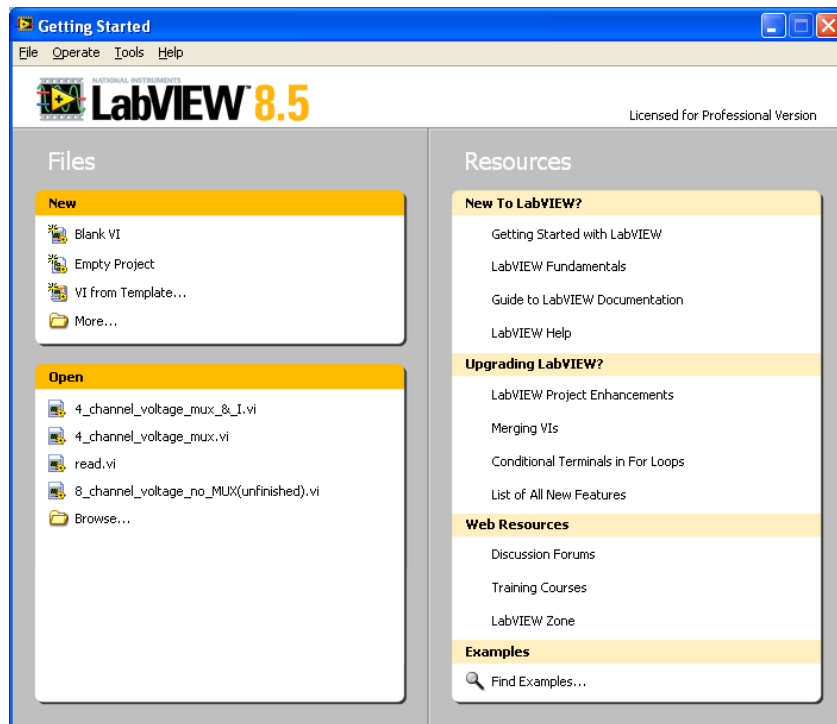 Getting Started
File Operate Tools Help
NATIONAL INSTRUMENTS
LabVIEW™ 8.5
Licensed for Professional Version
Files
New
Blank VI
Empty Project
VI from Template...
More...
Open
4_channel_voltage_mux_&_I.vi
4_channel_voltage_mux.vi
read.vi
8_channel_voltage_no_MUX(unfinished).vi
Browse...
Resources
New To LabVIEW?
Getting Started with LabVIEW
LabVIEW Fundamentals
Guide to LabVIEW Documentation
LabVIEW Help
Upgrading LabVIEW?
LabVIEW Project Enhancements
Merging VIs
Conditional Terminals in For Loops
List of All New Features
Web Resources
Discussion Forums
Training Courses
LabVIEW Zone
Examples
Find Examples...